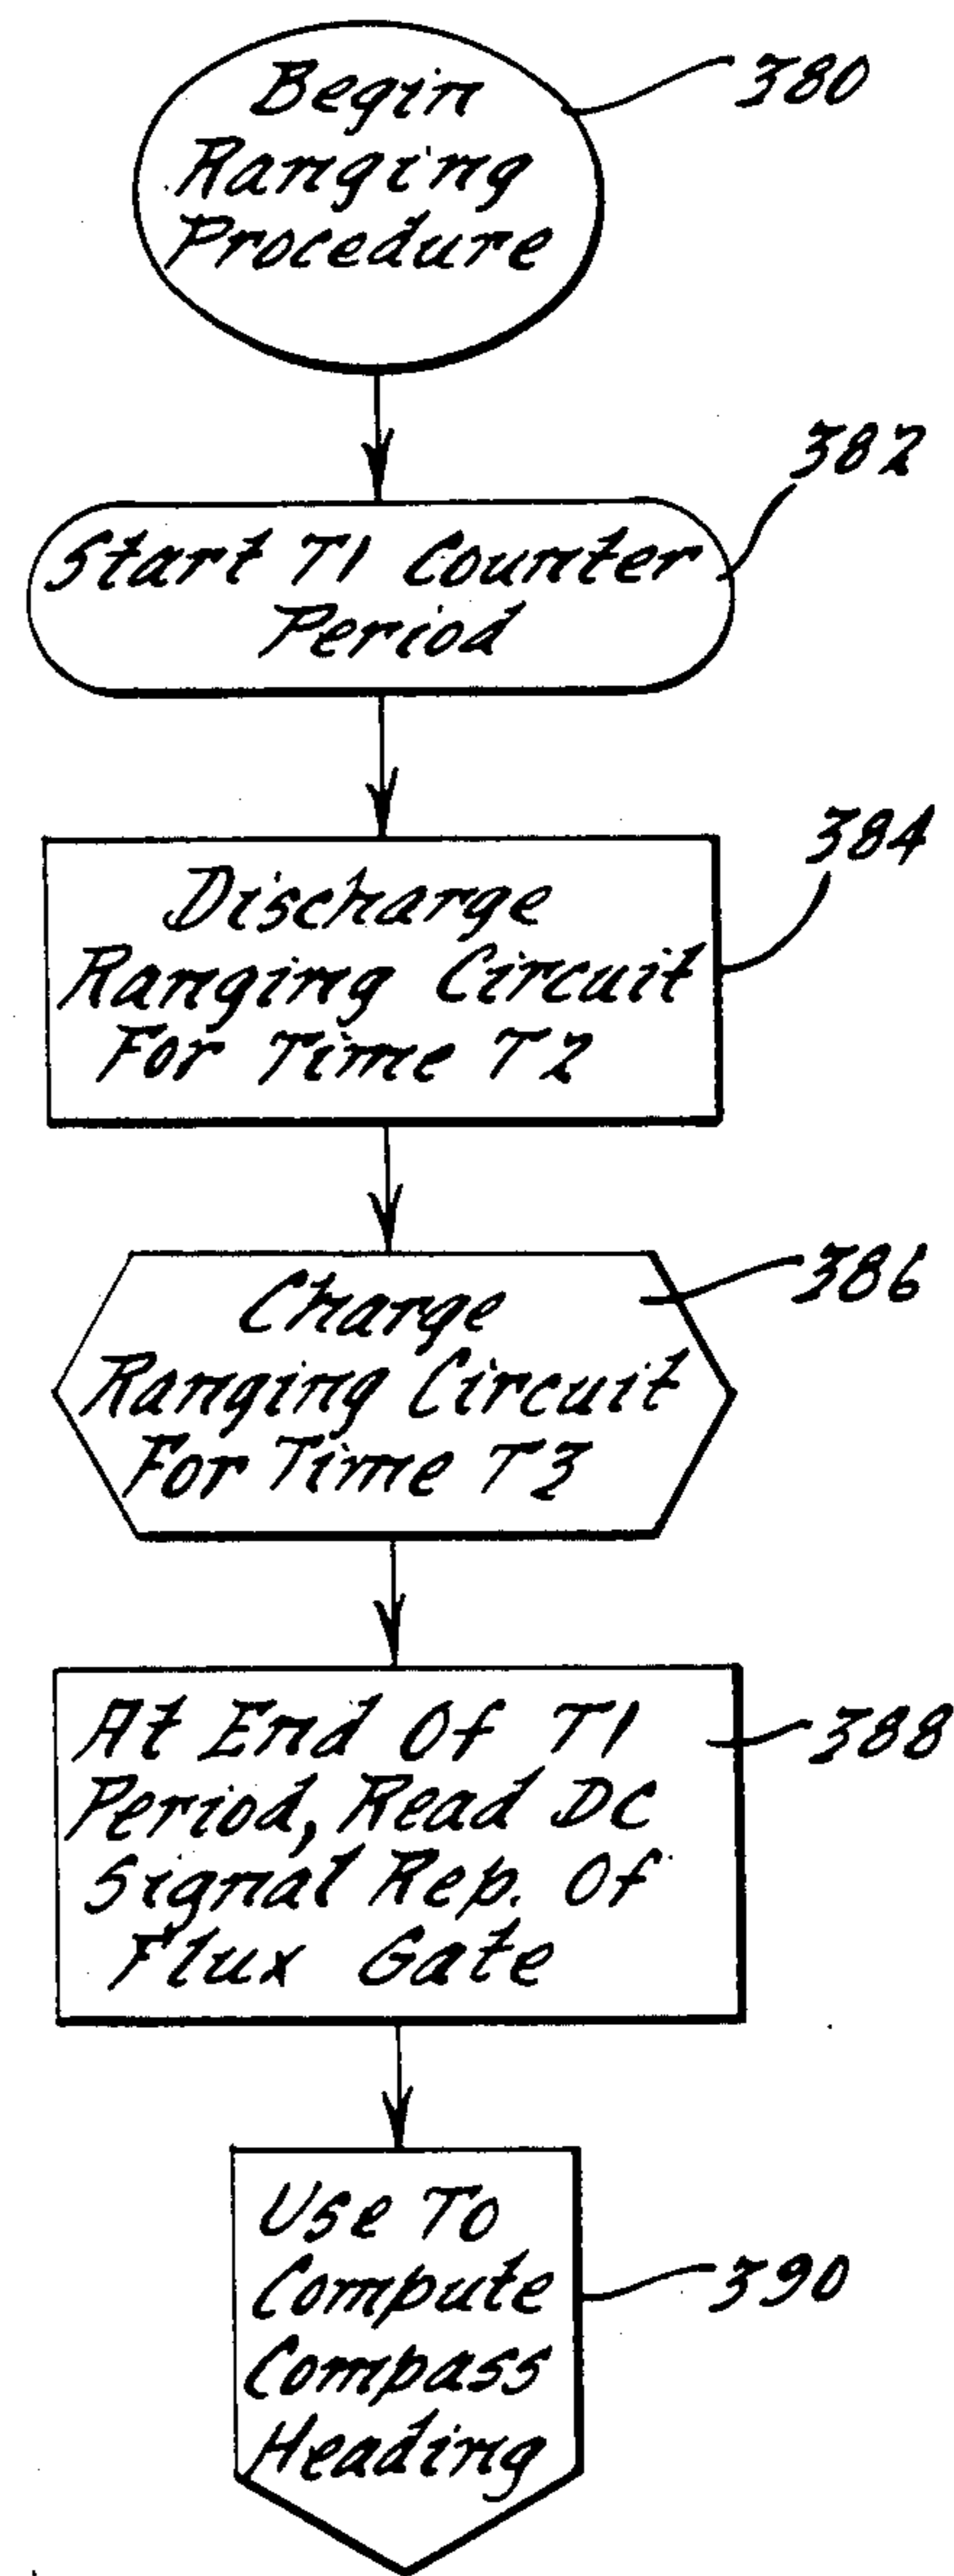 Begin
Ranging
Procedure
380
Start T1 Counter
Period
382
Discharge
Ranging Circuit
For Time T2
384
Charge
Ranging Circuit
For Time T3
386
At End Of T1
Period, Read DC
Signal Rep. Of
Flux Gate
388
Use To
Compute
Compass
Heading
390